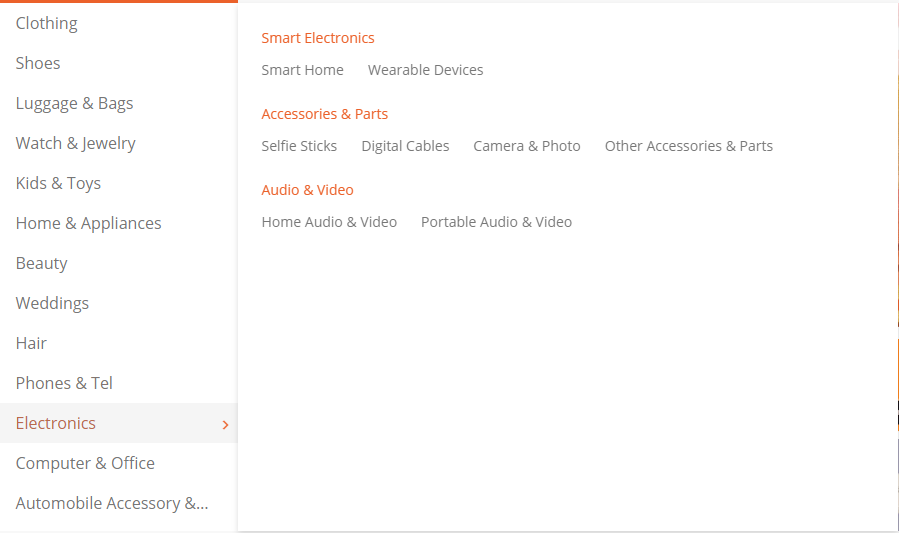 Clothing
Shoes
Luggage & Bags
Watch & Jewelry
Kids & Toys
Home & Appliances
Beauty
Weddings
Hair
Phones & Tel
Electronics
Computer & Office
Automobile Accessory &...
Smart Electronics
Smart Home Wearable Devices
Accessories & Parts
Selfie Sticks Digital Cables Camera & Photo Other Accessories & Parts
Audio & Video
Home Audio & Video Portable Audio & Video